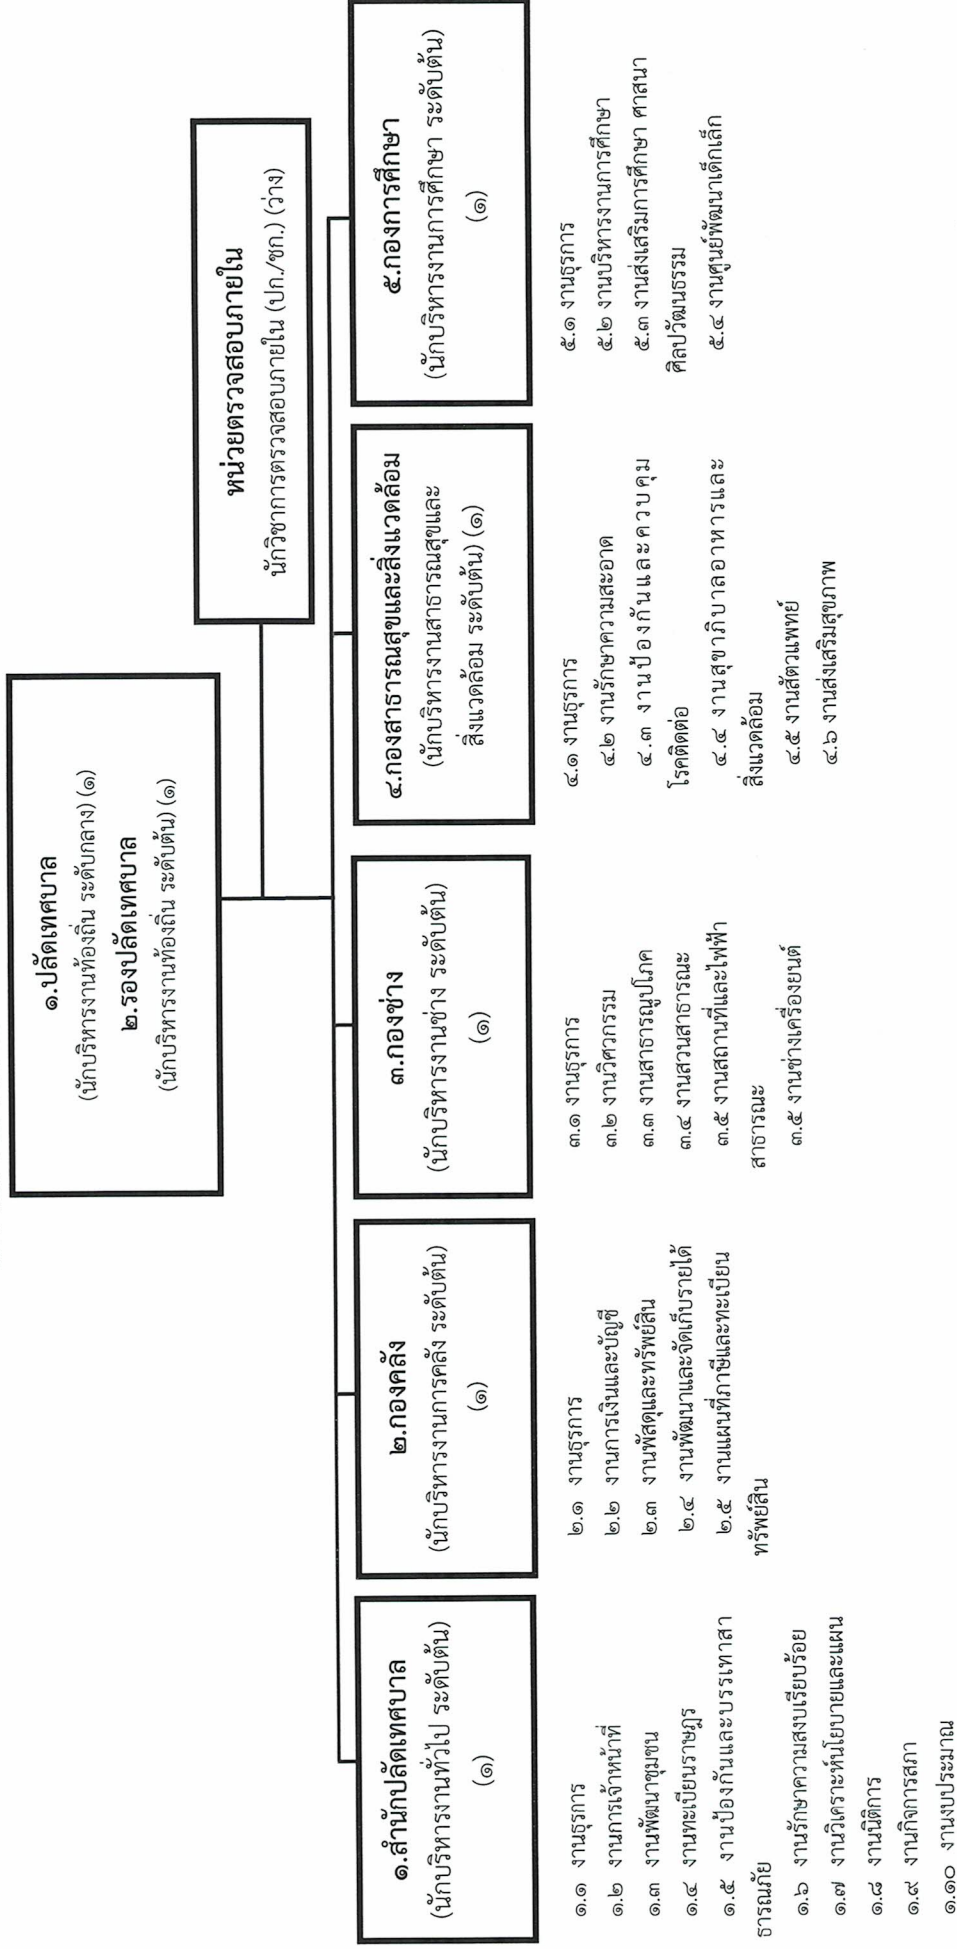 ๑.ปลัดเทศบาล
(นักบริหารงานท้องถิ่น ระดับกลาง) (๑)
๒.รองปลัดเทศบาล
(นักบริหารงานท้องถิ่น ระดับต้น) (๑)
หน่วยตรวจสอบภายใน
นักวิชาการตรวจสอบภายใน (ปก./ชก.) (ว่าง)
๑.สำนักปลัดเทศบาล
(นักบริหารงานทั่วไป ระดับต้น)
(๑)
๑.๑ งานธุรการ
๑.๒ งานการเจ้าหน้าที่
๑.๓ งานพัฒนาชุมชน
๑.๔ งานทะเบียนราษฎร
๑.๕ งานป้องกันและบรรเทาสา
ธารณภัย
๑.๖ งานรักษาความสงบเรียบร้อย
๑.๗ งานวิเคราะห์นโยบายและแผน
๑.๘ งานนิติการ
๑.๙ งานกิจการสภา
๑.๑๐ งานงบประมาณ
๒.กองคลัง
(นักบริหารงานการคลัง ระดับต้น)
(๑)
๒.๑ งานธุรการ
๒.๒ งานการเงินและบัญชี
๒.๓ งานพัสดุและทรัพย์สิน
๒.๔ งานพัฒนาและจัดเก็บรายได้
๒.๕ งานแผนที่ภาษีและทะเบียน
ทรัพย์สิน
๓.กองช่าง
(นักบริหารงานช่าง ระดับต้น)
(๑)
๓.๑ งานธุรการ
๓.๒ งานวิศวกรรม
๓.๓ งานสาธารณูปโภค
๓.๔ งานสวนสาธารณะ
๓.๕ งานสถานที่และไฟฟ้า
สาธารณะ
๓.๕ งานช่างเครื่องยนต์
๔.กองสาธารณสุขและสิ่งแวดล้อม
(นักบริหารงานสาธารณสุขและ
สิ่งแวดล้อม ระดับต้น) (๑)
๔.๑ งานธุรการ
๔.๒ งานรักษาความสะอาด
๔.๓ งานป้องกันและควบคุม
โรคติดต่อ
๔.๔ งานสุขาภิบาลอาหารและ
สิ่งแวดล้อม
๔.๕ งานสัตวแพทย์
๔.๖ งานส่งเสริมสุขภาพ
๕.กองการศึกษา
(นักบริหารงานการศึกษา ระดับต้น)
(๑)
๕.๑ งานธุรการ
๕.๒ งานบริหารงานการศึกษา
๕.๓ งานส่งเสริมการศึกษา ศาสนา
ศิลปวัฒนธรรม
๕.๔ งานศูนย์พัฒนาเด็กเล็ก